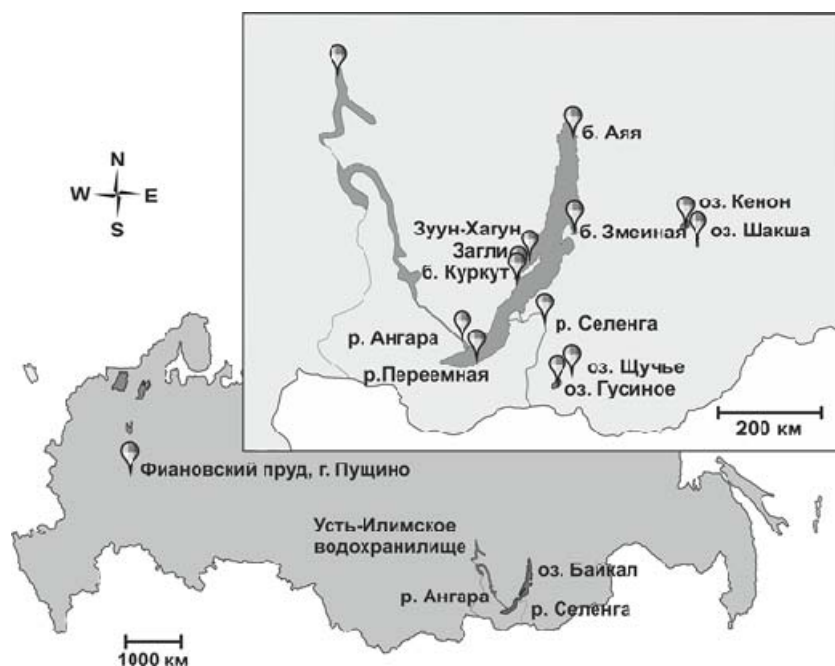 N
W E
S
б. Аяя
оз. Кенон
оз. Шакша
Зуун-Хагун
Загли
б. Куркут
б. Змеиная
р. Ангара
р. Селенга
р.Переемная
оз. Щучье
оз. Гусиное
200 км
Фиановский пруд, г. Пущино
Усть-Илимское
водохранилище
оз. Байкал
р. Ангара
р. Селенга
1000 км